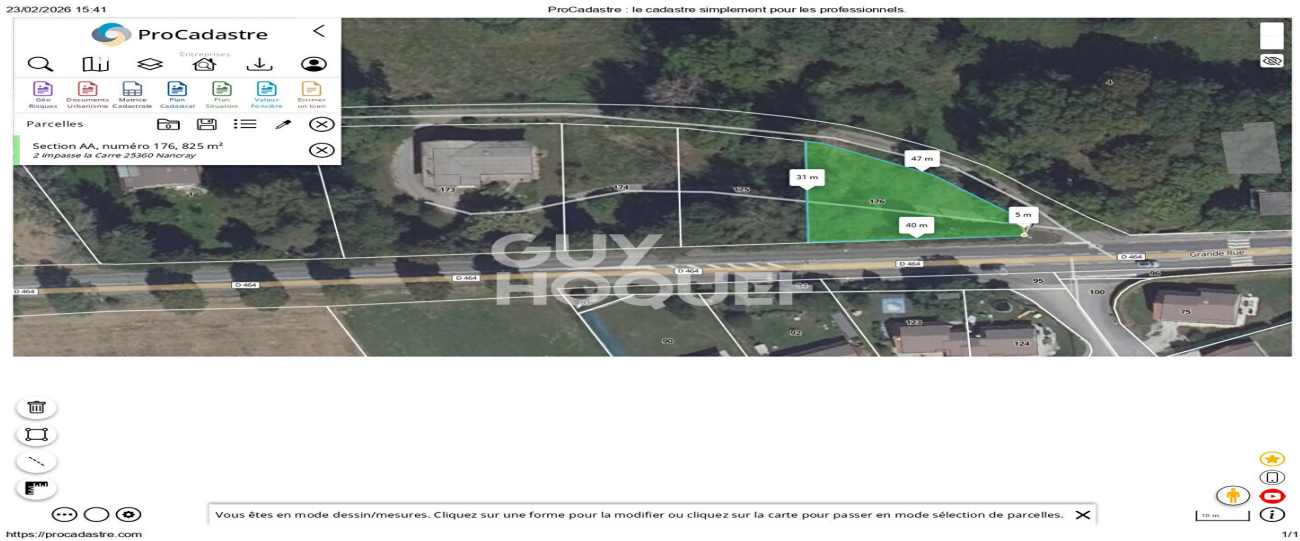 23/02/2026 15:41
ProCadastre : le cadastre simplement pour les professionnels.
ProCadastre
Entreprises
Géo Risques
Documents Urbanisme
Matrice Cadastrale
Plan Cadastral
Plan Situation
Valeur Foncière
Estimer un bien
Parcelles
Section AA, numéro 176, 825 m²
2 Impasse la Carre 25360 Nancray
4
1
173
174
175
176
47 m
31 m
5 m
40 m
GUY
HOQUET
D 464
D 464
D 464
D 464
D 464
D 464
Grande Rue
96
95
100
75
90
92
123
124
Vous êtes en mode dessin/mesures. Cliquez sur une forme pour la modifier ou cliquez sur la carte pour passer en mode sélection de parcelles.
10 m
https://procadastre.com
1/1